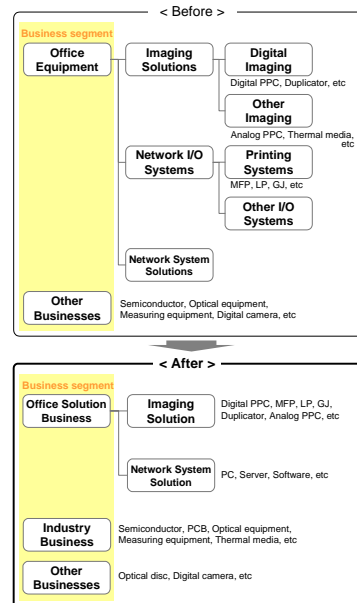 < Before >
Business segment
Office
Equipment
Imaging
Solutions
Digital
Imaging
Digital PPC, Duplicator, etc
Other
Imaging
Analog PPC, Thermal media,
etc
Network I/O
Systems
Printing
Systems
MFP, LP, GJ, etc
Other I/O
Systems
Network System
Solutions
Other
Businesses
Semiconductor, Optical equipment,
Measuring equipment, Digital camera, etc
< After >
Business segment
Office Solution
Business
Imaging
Solution
Digital PPC, MFP, LP, GJ,
Duplicator, Analog PPC, etc
Network System
Solution
PC, Server, Software, etc
Industry
Business
Semiconductor, PCB, Optical equipment,
Measuring equipment, Thermal media, etc
Other
Businesses
Optical disc, Digital camera, etc